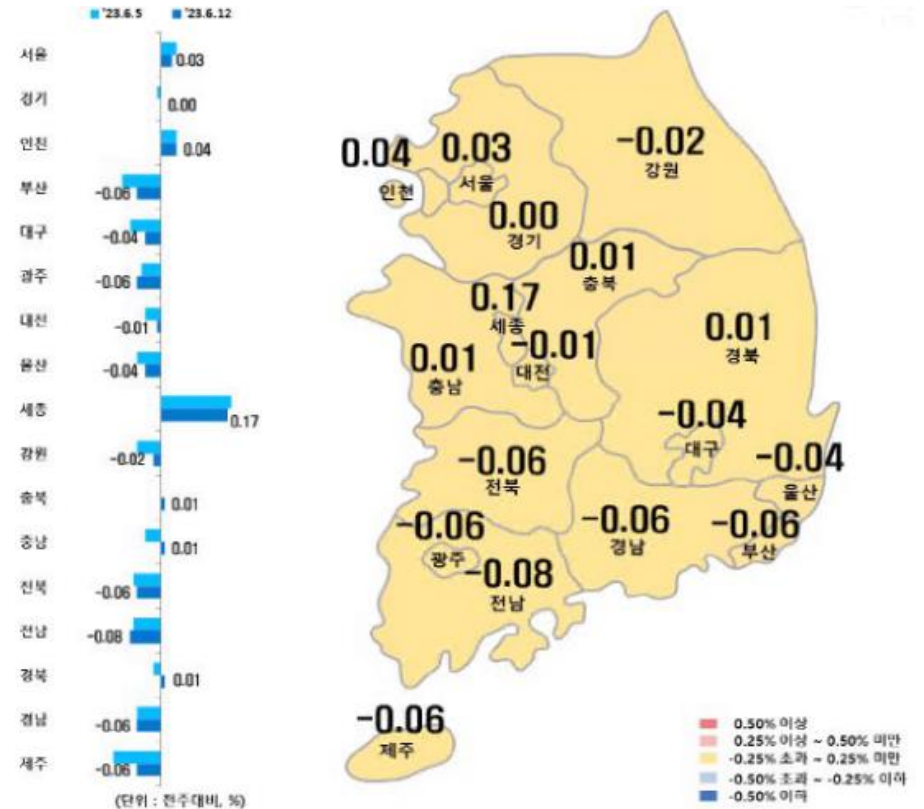 '23.6.5 '23.6.12
서울 0.03
경기 0.00
인천 0.04
부산 -0.06
대구 -0.04
광주 -0.06
대전 -0.01
울산 -0.04
세종 0.17
강원 -0.02
충북 0.01
충남 0.01
전북 -0.06
전남 -0.08
경북 0.01
경남 -0.06
제주 -0.06
(단위 : 전주대비, %)
-0.02
강원
0.04
인천
0.03
서울
0.00
경기
0.01
충북
0.17
세종
-0.01
대전
0.01
충남
0.01
경북
-0.04
대구
-0.04
울산
-0.06
전북
-0.06
경남
-0.06
부산
-0.06
광주
-0.08
전남
-0.06
제주
0.50% 이상
0.25% 이상 ~ 0.50% 미만
-0.25% 초과 ~ 0.25% 미만
-0.50% 초과 ~ -0.25% 이하
-0.50% 이하